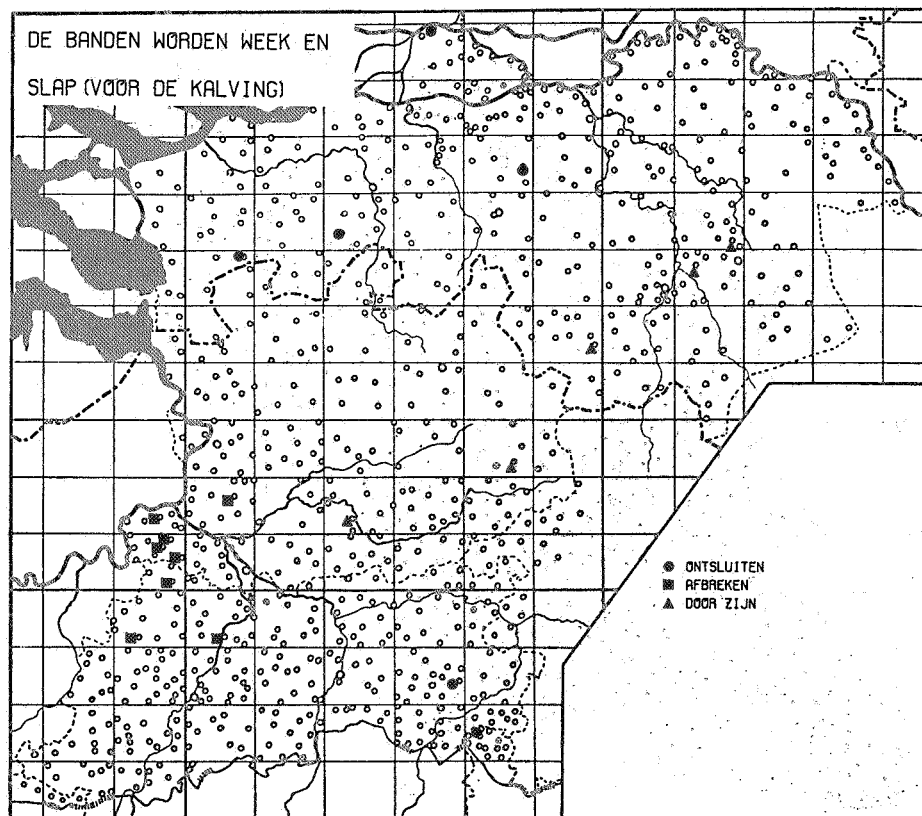 DE BANDEN WORDEN WEEK EN
SLAP (VOOR DE KALVING)
ONTSLUITEN
AFBREKEN
DOOR ZIJN